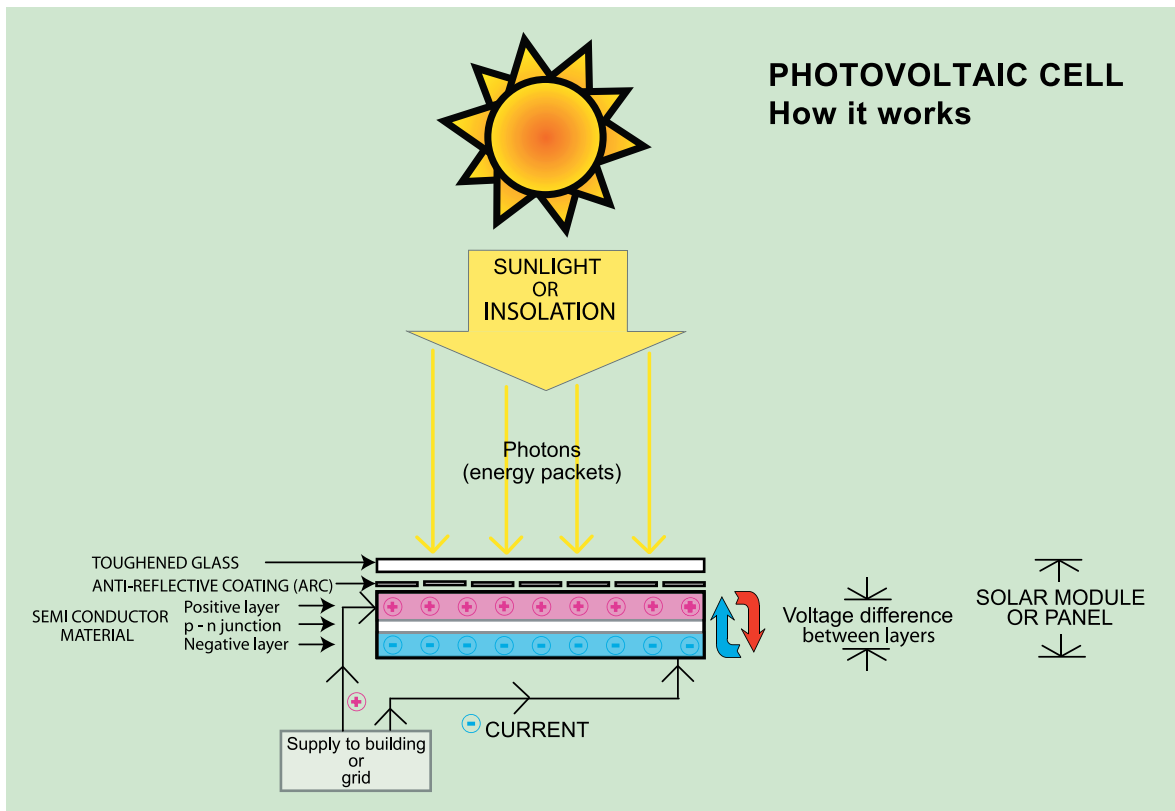 PHOTOVOLTAIC CELL
How it works
SUNLIGHT
OR
INSOLATION
Photons
(energy packets)
TOUGHENED GLASS
ANTI-REFLECTIVE COATING (ARC)
SEMI CONDUCTOR
MATERIAL
Positive layer
p - n junction
Negative layer
Voltage difference
between layers
SOLAR MODULE
OR PANEL
CURRENT
Supply to building
or
grid